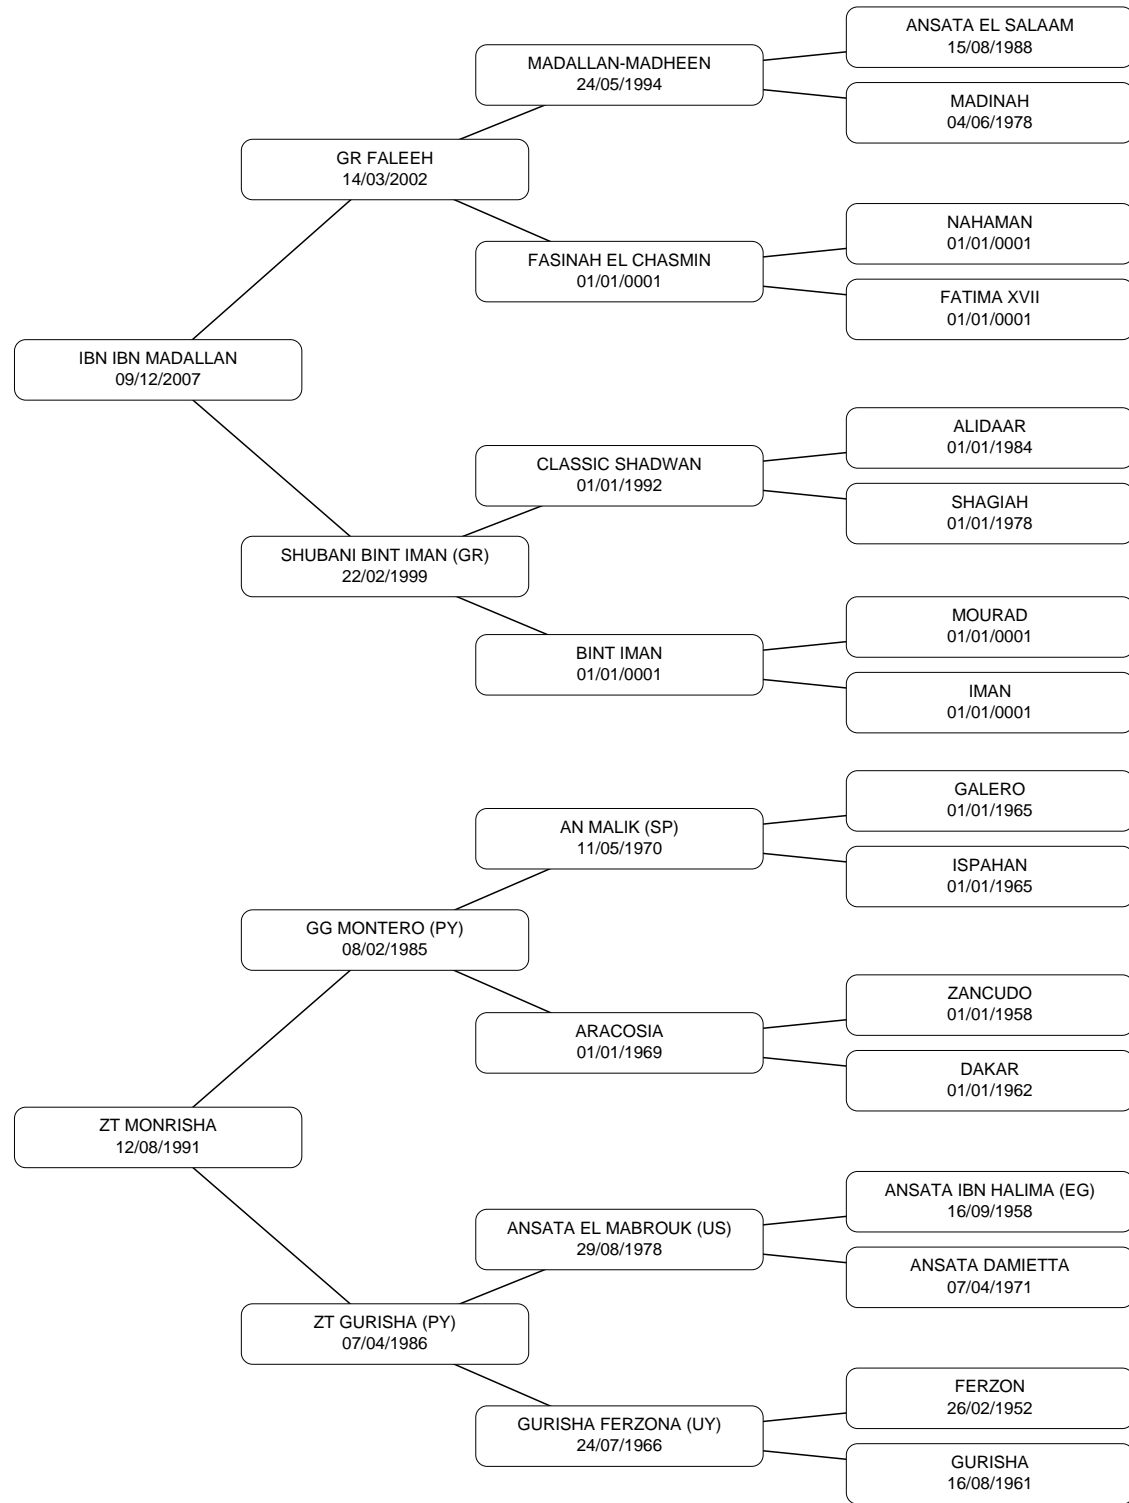 ANSATA EL SALAAM
15/08/1988
MADALLAN-MADHEEN
24/05/1994
MADINAH
04/06/1978
GR FALEEH
14/03/2002
NAHAMAN
01/01/0001
FASINAH EL CHASMIN
01/01/0001
FATIMA XVII
01/01/0001
IBN IBN MADALLAN
09/12/2007
ALIDAAR
01/01/1984
CLASSIC SHADWAN
01/01/1992
SHAGIAH
01/01/1978
SHUBANI BINT IMAN (GR)
22/02/1999
MOURAD
01/01/0001
BINT IMAN
01/01/0001
IMAN
01/01/0001
GALERO
01/01/1965
AN MALIK (SP)
11/05/1970
ISPAHAN
01/01/1965
GG MONTERO (PY)
08/02/1985
ZANCUDO
01/01/1958
ARACOSIA
01/01/1969
DAKAR
01/01/1962
ZT MONRISHA
12/08/1991
ANSATA IBN HALIMA (EG)
16/09/1958
ANSATA EL MABROUK (US)
29/08/1978
ANSATA DAMIETTA
07/04/1971
ZT GURISHA (PY)
07/04/1986
FERZON
26/02/1952
GURISHA FERZONA (UY)
24/07/1966
GURISHA
16/08/1961